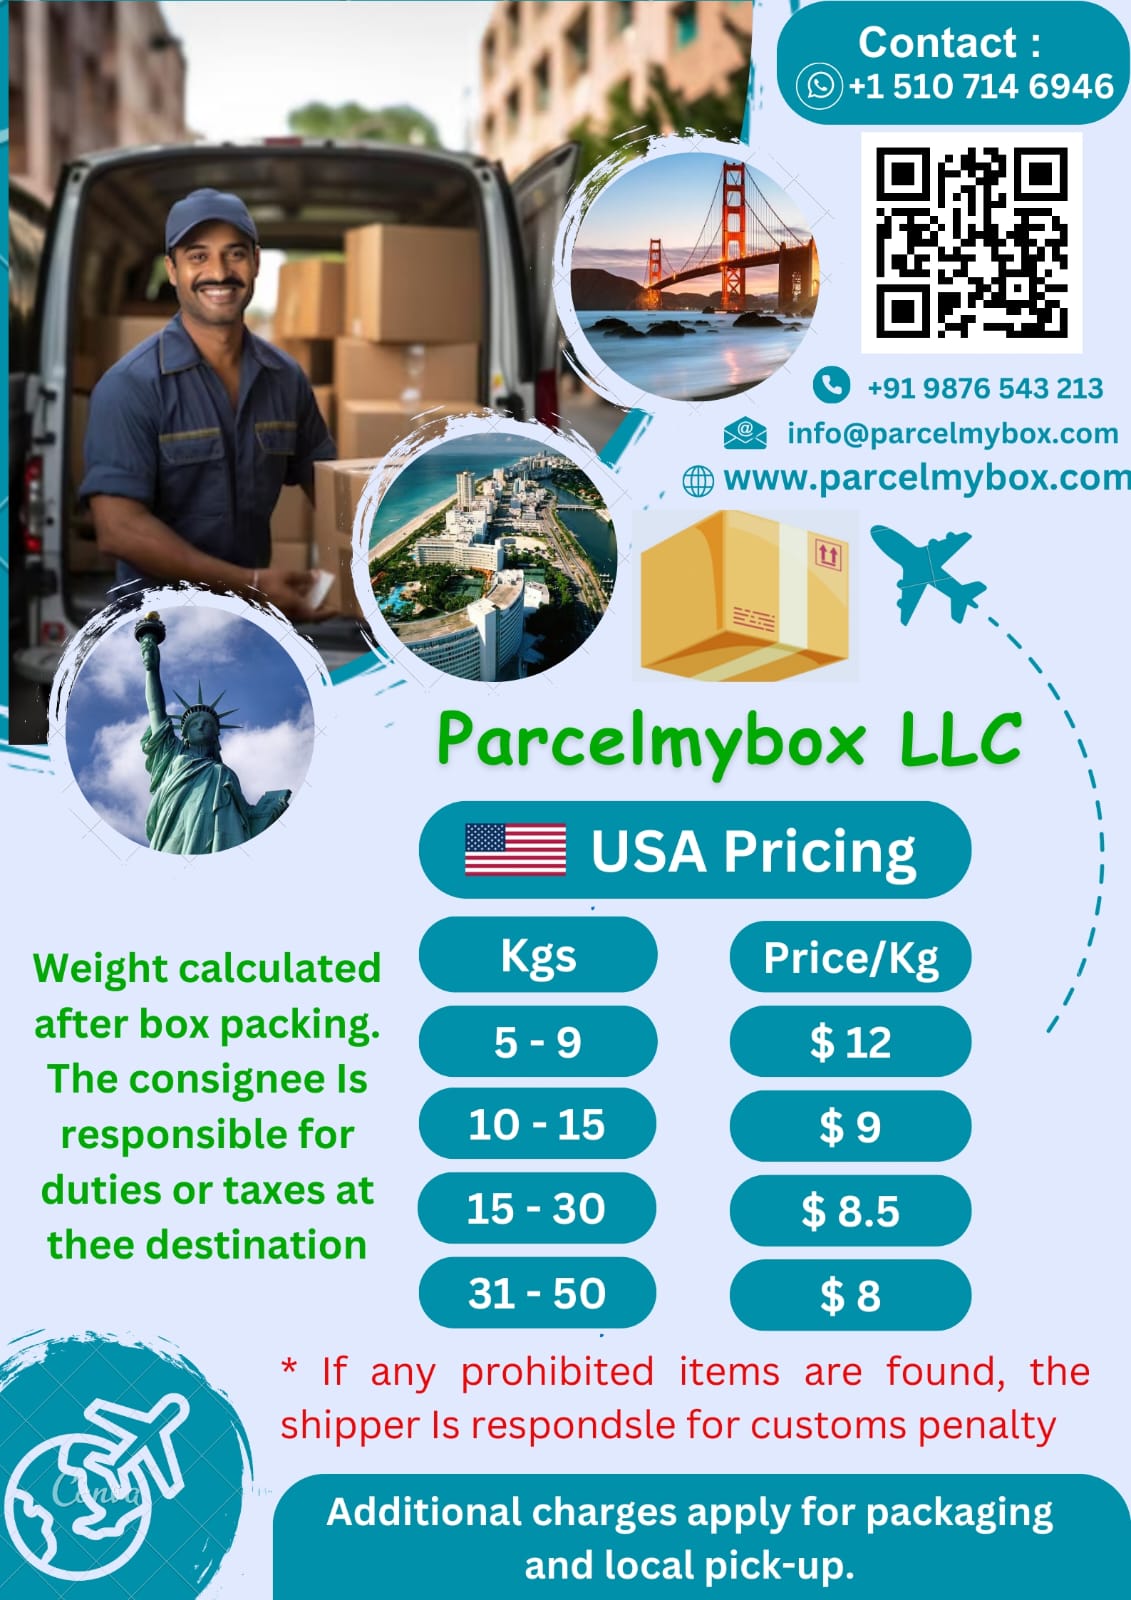 Contact :
+1 510 714 6946
+91 9876 543 213
info@parcelmybox.com
www.parcelmybox.com
Parcelmybox LLC
USA Pricing
Kgs Price/Kg
5 - 9 $ 12
10 - 15 $ 9
15 - 30 $ 8.5
31 - 50 $ 8
Weight calculated
after box packing.
The consignee Is
responsible for
duties or taxes at
thee destination
* If any prohibited items are found, the
shipper Is respondsle for customs penalty
Canva
Additional charges apply for packaging
and local pick-up.